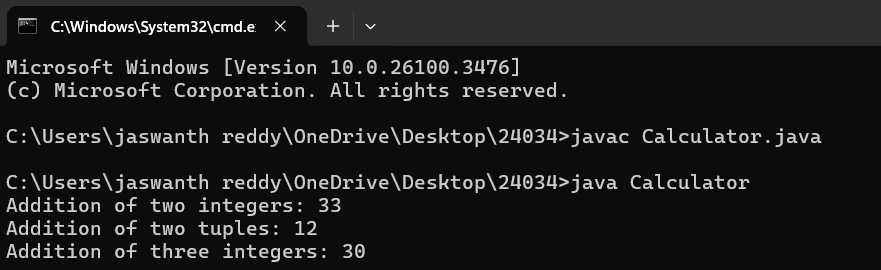 C:\Windows\System32\cmd.e
Microsoft Windows [Version 10.0.26100.3476]
(c) Microsoft Corporation. All rights reserved.
C:\Users\jaswanth reddy\OneDrive\Desktop\24034>javac Calculator.java
C:\Users\jaswanth reddy\OneDrive\Desktop\24034>java Calculator
Addition of two integers: 33
Addition of two tuples: 12
Addition of three integers: 30